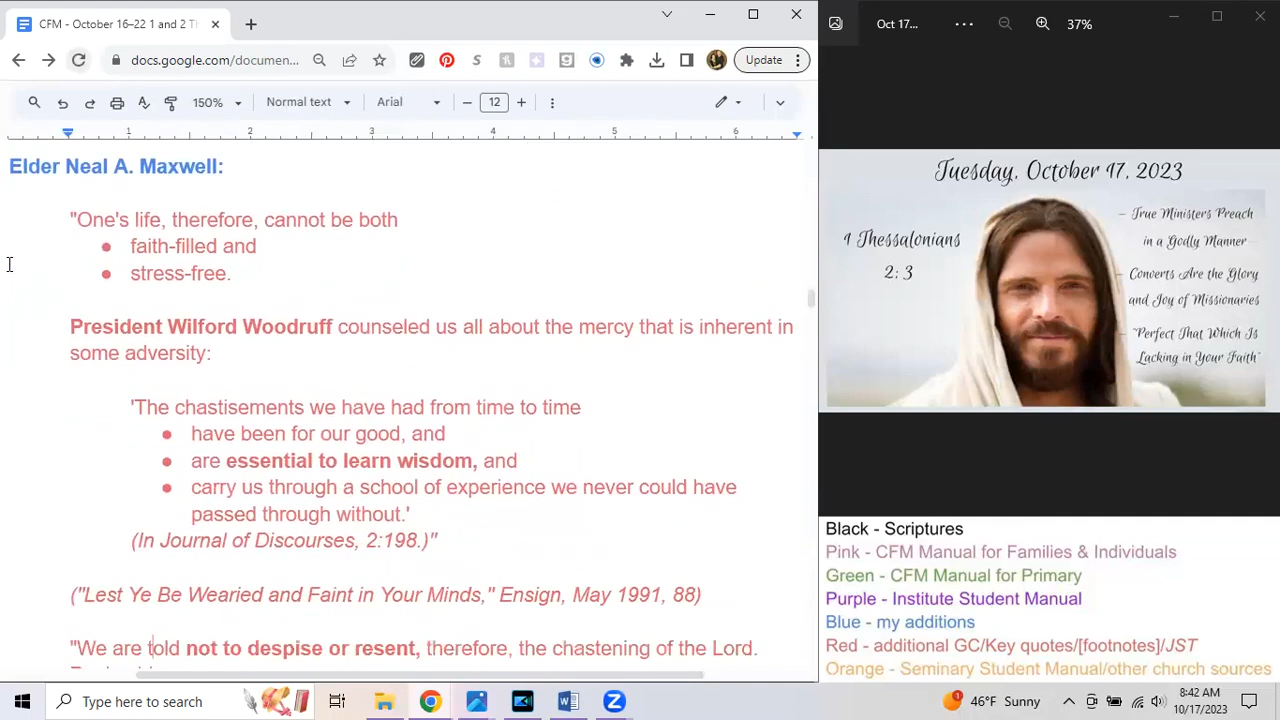 CFM - October 16–22 1 and 2 Th
docs.google.com/documen...
Update
150%
Normal text
Arial
12
1 2 3 4 5 6
Elder Neal A. Maxwell:
"One's life, therefore, cannot be both
● faith-filled and
● stress-free.
President Wilford Woodruff counseled us all about the mercy that is inherent in
some adversity:
'The chastisements we have had from time to time
● have been for our good, and
● are essential to learn wisdom, and
● carry us through a school of experience we never could have
passed through without.'
(In Journal of Discourses, 2:198.)"
("Lest Ye Be Wearied and Faint in Your Minds," Ensign, May 1991, 88)
"We are told not to despise or resent, therefore, the chastening of the Lord.
Oct 17...
37%
Tuesday, October 17, 2023
1 Thessalonians
2; 3
– True Ministers Preach
in a Godly Manner
– Converts Are the Glory
and Joy of Missionaries
– "Perfect That Which Is
Lacking in Your Faith"
Black - Scriptures
Pink - CFM Manual for Families & Individuals
Green - CFM Manual for Primary
Purple - Institute Student Manual
Blue - my additions
Red - additional GC/Key quotes/[footnotes]/JST
Orange - Seminary Student Manual/other church sources
Type here to search
1
46°F Sunny
8:42 AM
10/17/2023